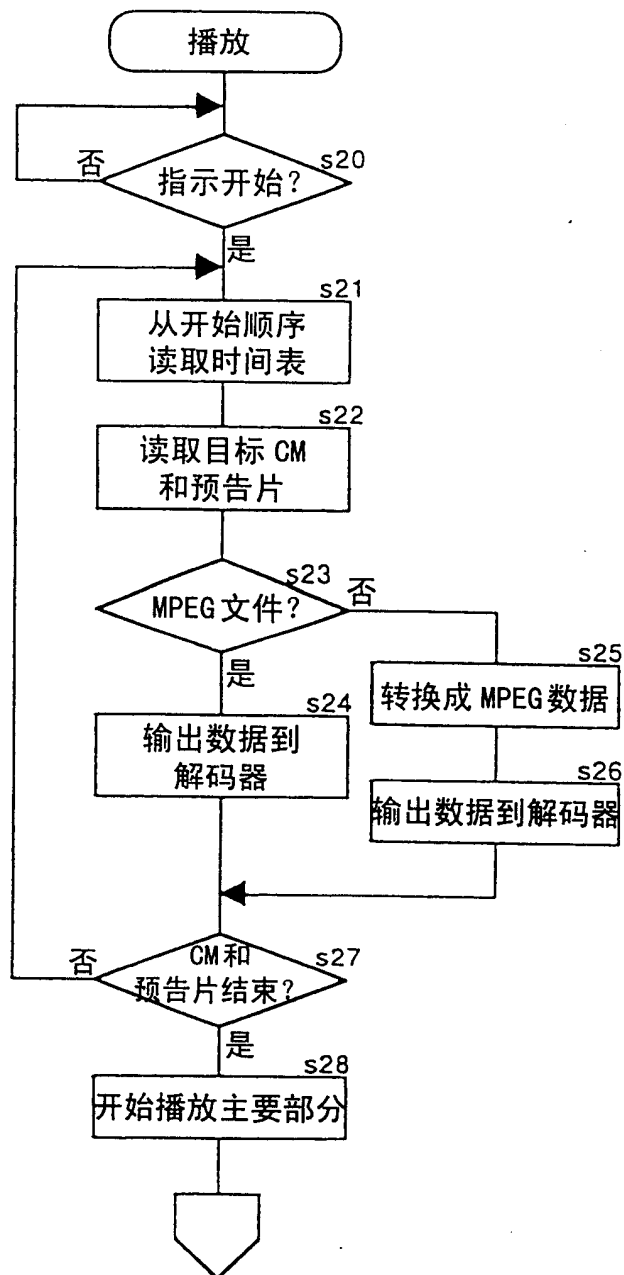 播放
否
s20
指示开始?
是
s21
从开始顺序
读取时间表
s22
读取目标 CM
和预告片
s23
MPEG 文件?
否
是
s24
输出数据到
解码器
s25
转换成 MPEG 数据
s26
输出数据到解码器
否
s27
CM 和
预告片结束?
是
s28
开始播放主要部分